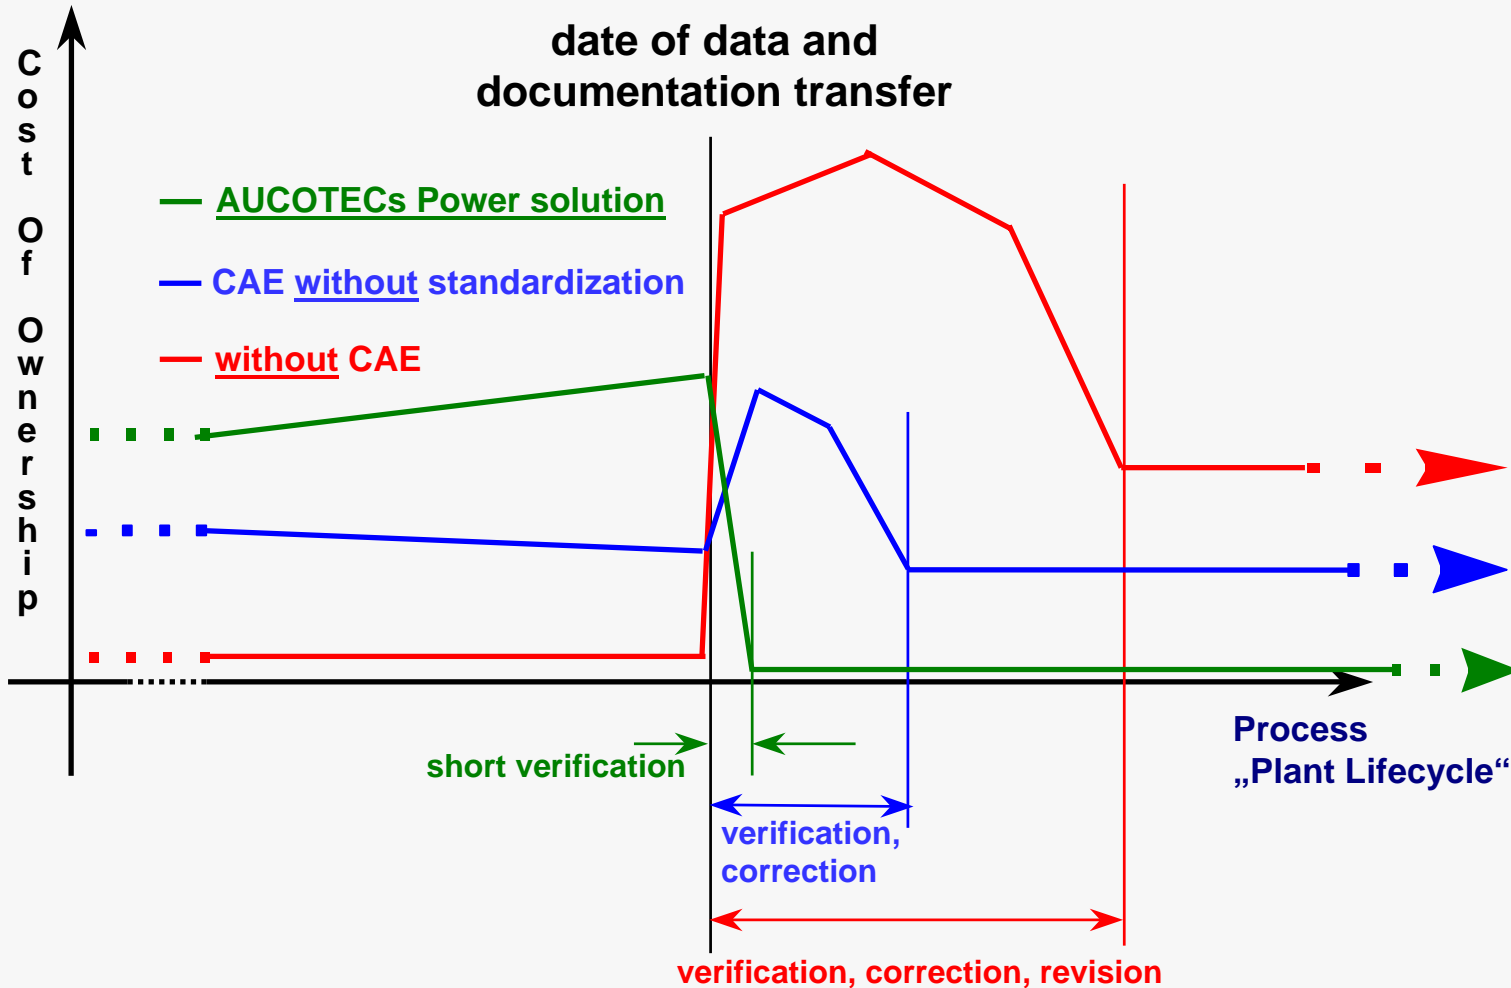 Cost Of Ownership
date of data and
documentation transfer
AUCOTECs Power solution
CAE without standardization
without CAE
Process
„Plant Lifecycle“
short verification
verification,
correction
verification, correction, revision